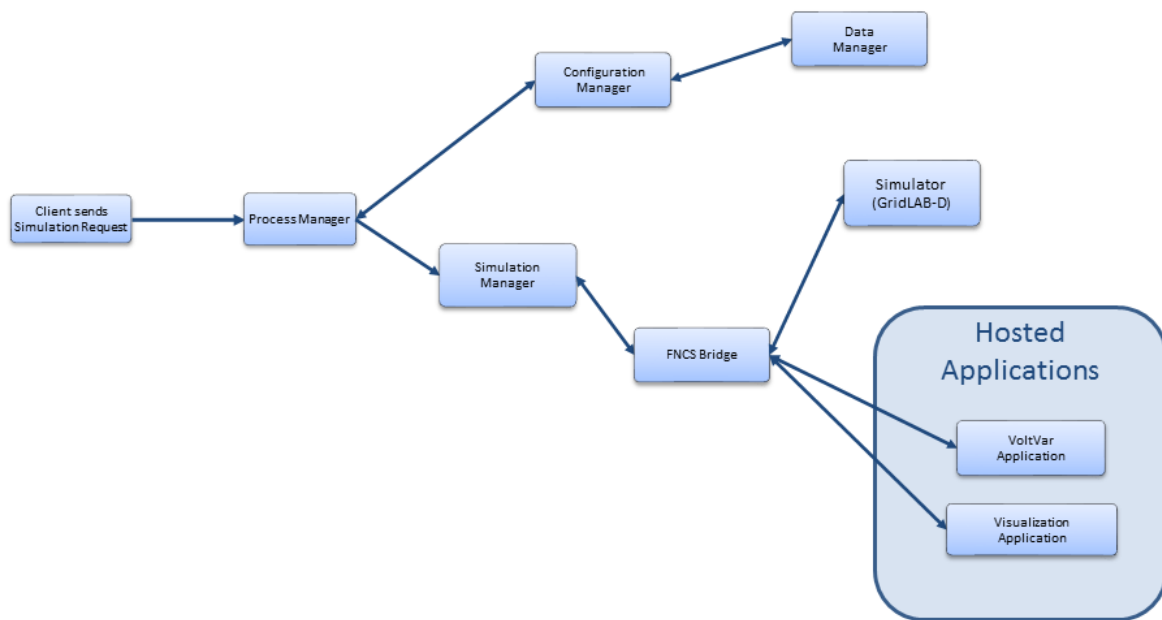 Data
Manager
Configuration
Manager
Simulator
(GridLAB-D)
Client sends
Simulation Request
Process Manager
Simulation
Manager
FNCS Bridge
Hosted
Applications
VoltVar
Application
Visualization
Application